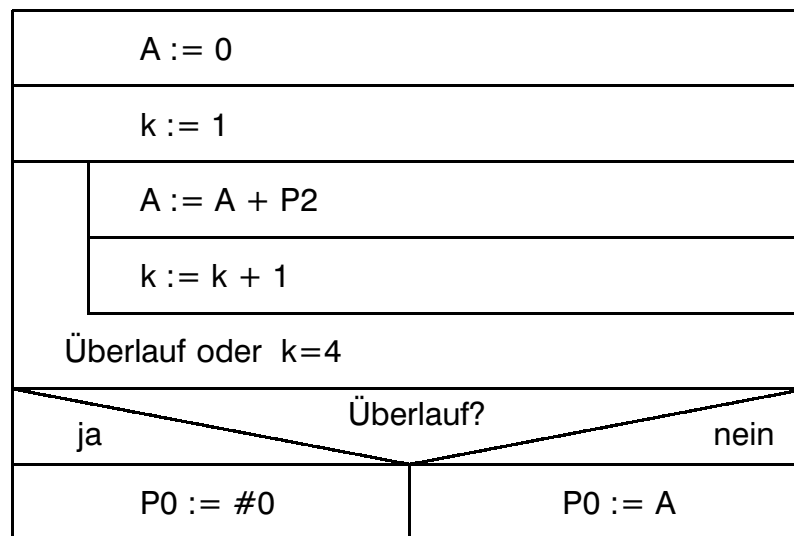 A := 0
k := 1
A := A + P2
k := k + 1
Überlauf oder k=4
Überlauf?
ja nein
P0 := #0 P0 := A